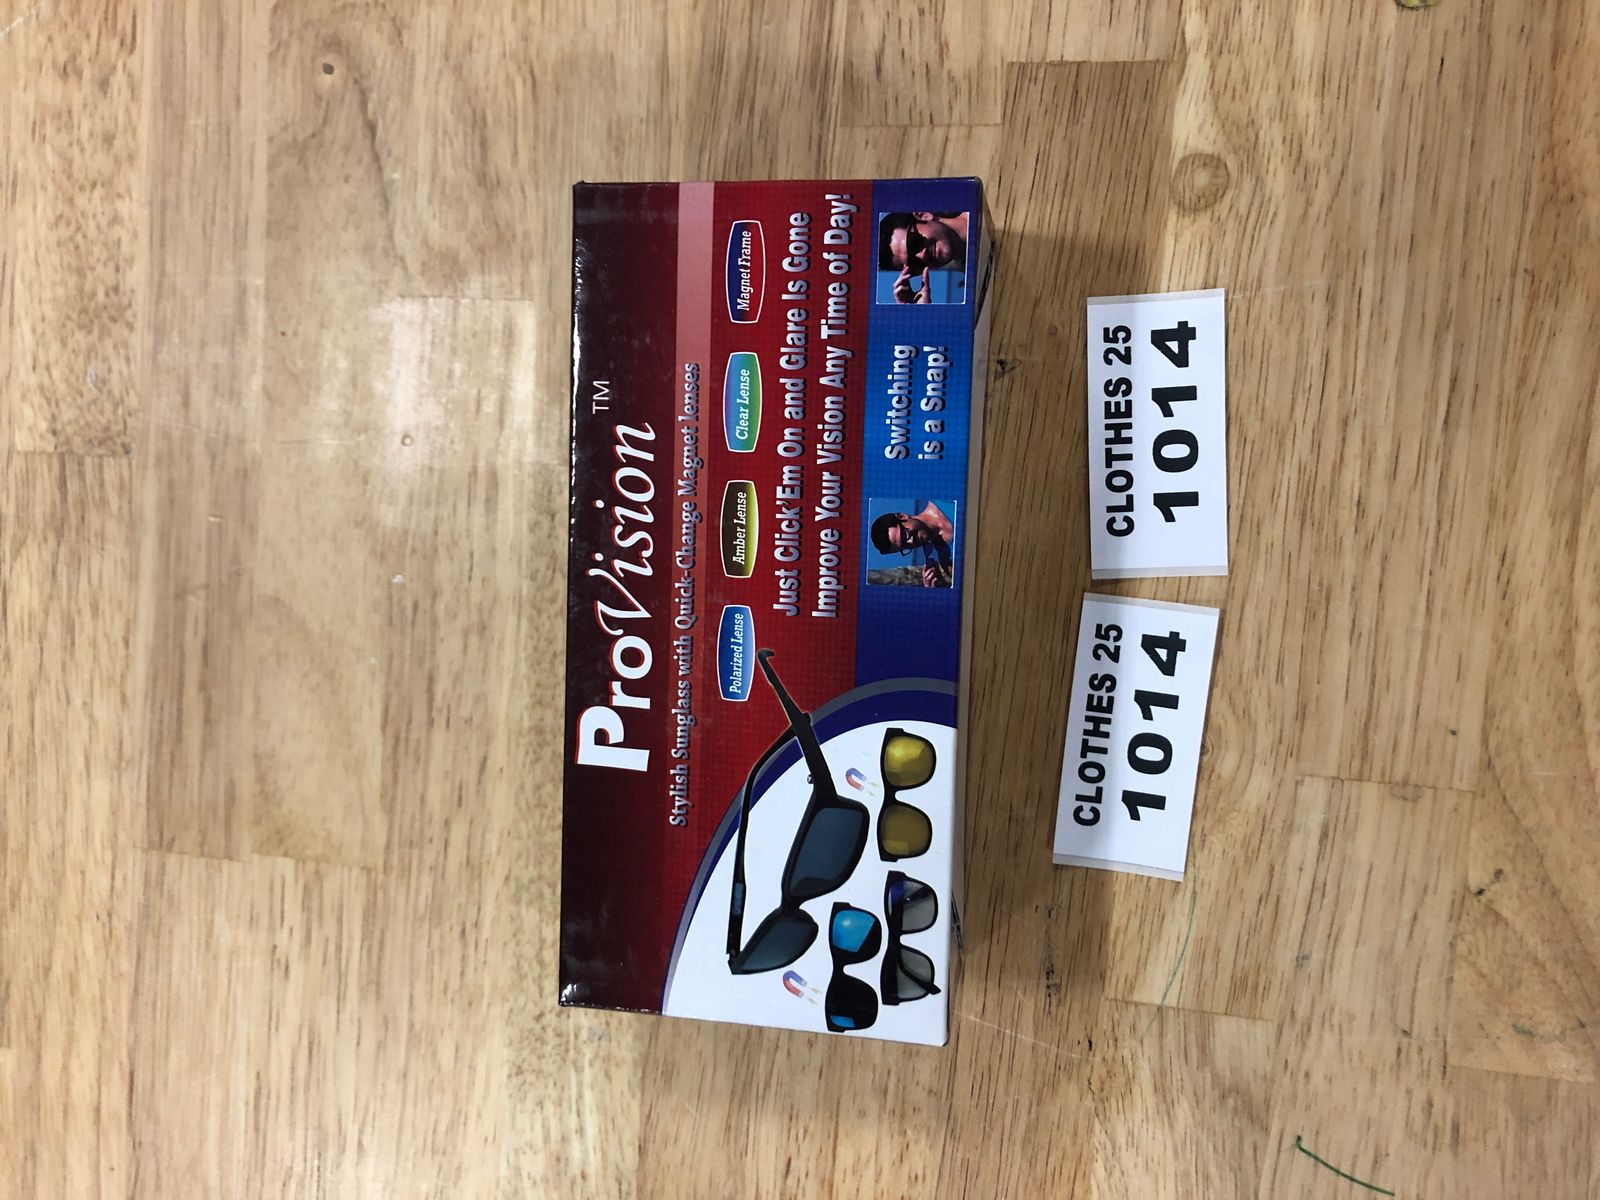 ProVision™
Stylish Sunglass with Quick-Change Magnet lenses
Polarized Lense
Amber Lense
Clear Lense
Magnet Frame
Just Click'Em On and Glare Is Gone
Improve Your Vision Any Time of Day!
Switching
is a Snap!
CLOTHES 25
1014
CLOTHES 25
1014